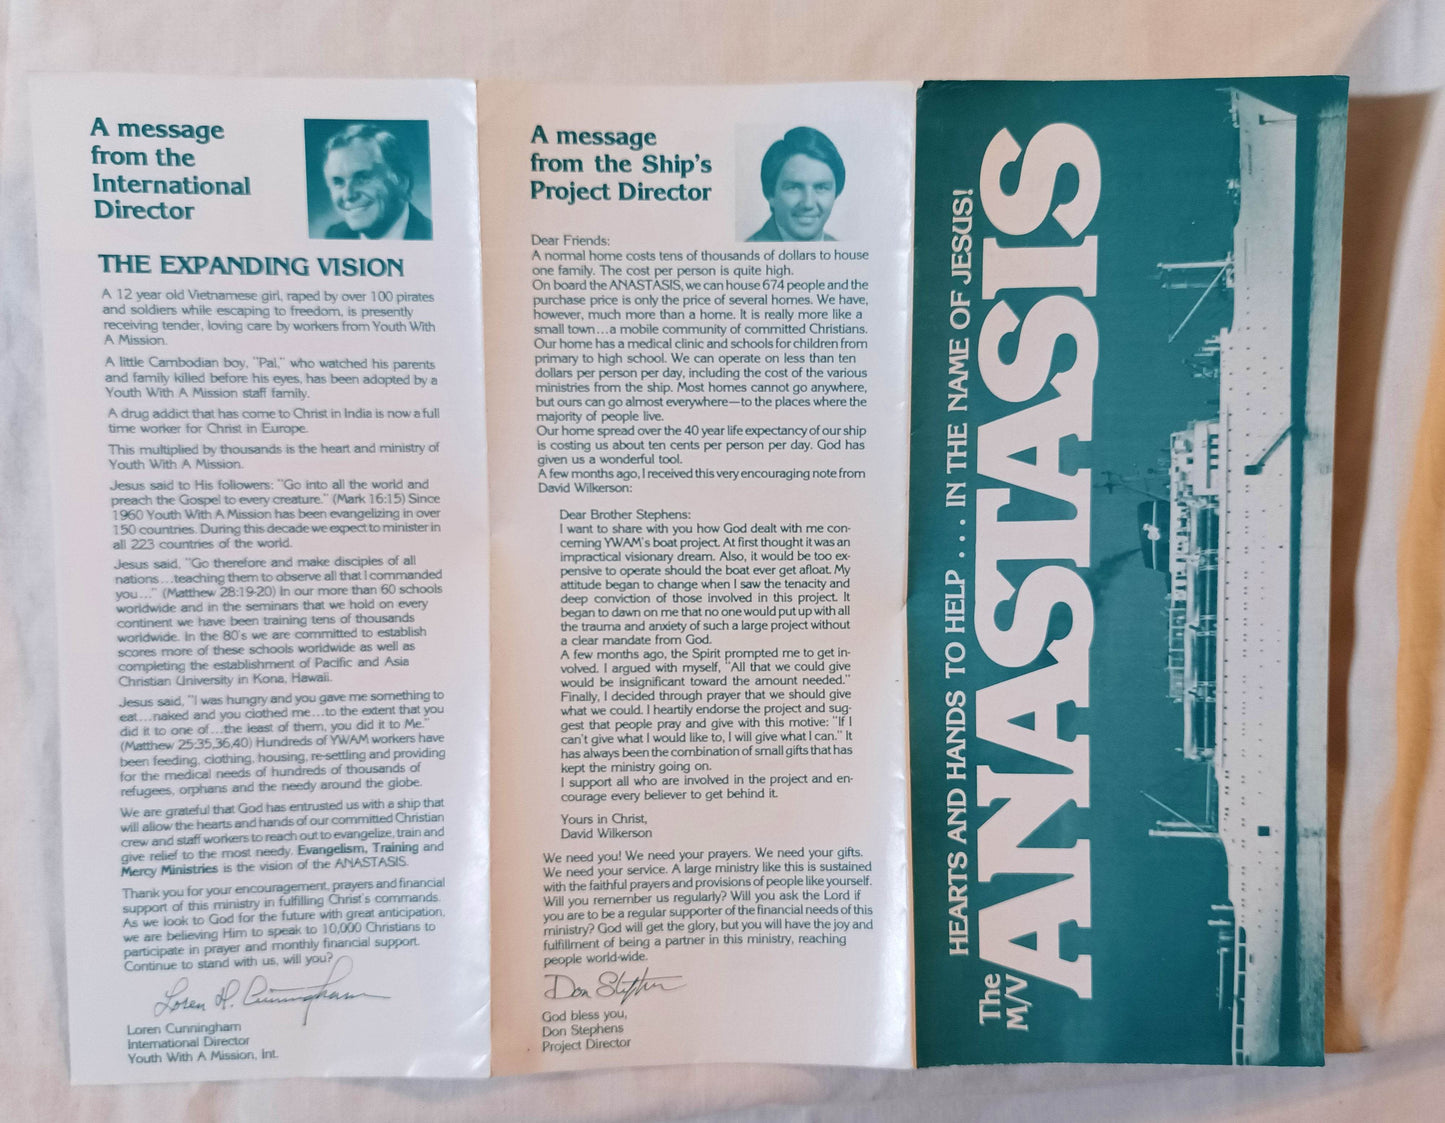 A message
from the
International
Director
THE EXPANDING VISION
A 12 year old Vietnamese girl, raped by over 100 pirates
and soldiers while escaping to freedom, is presently
receiving tender, loving care by workers from Youth With
A Mission.
A little Cambodian boy, "Pal," who watched his parents
and family killed before his eyes, has been adopted by a
Youth With A Mission staff family.
A drug addict that has come to Christ in India is now a full
time worker for Christ in Europe.
This multiplied by thousands is the heart and ministry of
Youth With A Mission.
Jesus said to His followers: "Go into all the world and
preach the Gospel to every creature." (Mark 16:15) Since
1960 Youth With A Mission has been evangelizing in over
150 countries. During this decade we expect to minister in
all 223 countries of the world.
Jesus said, "Go therefore and make disciples of all
nations...teaching them to observe all that I commanded
you..." (Matthew 28:19-20) In our more than 60 schools
worldwide and in the seminars that we hold on every
continent we have been training tens of thousands
worldwide. In the 80's we are committed to establish
scores more of these schools worldwide as well as
completing the establishment of Pacific and Asia
Christian University in Kona, Hawaii.
Jesus said, "I was hungry and you gave me something to
eat...naked and you clothed me...to the extent that you
did it to one of...the least of them, you did it to Me."
(Matthew 25:35,36,40) Hundreds of YWAM workers have
been feeding, clothing, housing, re-settling and providing
for the medical needs of hundreds of thousands of
refugees, orphans and the needy around the globe.
We are grateful that God has entrusted us with a ship that
will allow the hearts and hands of our committed Christian
crew and staff workers to reach out to evangelize, train and
give relief to the most needy. Evangelism, Training and
Mercy Ministries is the vision of the ANASTASIS.
Thank you for your encouragement, prayers and financial
support of this ministry in fulfilling Christ's commands.
As we look to God for the future with great anticipation,
we are believing Him to speak to 10,000 Christians to
participate in prayer and monthly financial support.
Continue to stand with us, will you?
Loren H. Cunningham
Loren Cunningham
International Director
Youth With A Mission, Int.
A message
from the Ship's
Project Director
Dear Friends:
A normal home costs tens of thousands of dollars to house
one family. The cost per person is quite high.
On board the ANASTASIS, we can house 674 people and the
purchase price is only the price of several homes. We have,
however, much more than a home. It is really more like a
small town...a mobile community of committed Christians.
Our home has a medical clinic and schools for children from
primary to high school. We can operate on less than ten
dollars per person per day, including the cost of the various
ministries from the ship. Most homes cannot go anywhere,
but ours can go almost everywhere—to the places where the
majority of people live.
Our home spread over the 40 year life expectancy of our ship
is costing us about ten cents per person per day. God has
given us a wonderful tool.
A few months ago, I received this very encouraging note from
David Wilkerson:
Dear Brother Stephens:
I want to share with you how God dealt with me con-
cerning YWAM's boat project. At first thought it was an
impractical visionary dream. Also, it would be too ex-
pensive to operate should the boat ever get afloat. My
attitude began to change when I saw the tenacity and
deep conviction of those involved in this project. It
began to dawn on me that no one would put up with all
the trauma and anxiety of such a large project without
a clear mandate from God.
A few months ago, the Spirit prompted me to get in-
volved. I argued with myself, "All that we could give
would be insignificant toward the amount needed."
Finally, I decided through prayer that we should give
what we could. I heartily endorse the project and sug-
gest that people pray and give with this motive: "If I
can't give what I would like to, I will give what I can." It
has always been the combination of small gifts that has
kept the ministry going on.
I support all who are involved in the project and en-
courage every believer to get behind it.
Yours in Christ,
David Wilkerson
We need you! We need your prayers. We need your gifts.
We need your service. A large ministry like this is sustained
with the faithful prayers and provisions of people like yourself.
Will you remember us regularly? Will you ask the Lord if
you are to be a regular supporter of the financial needs of this
ministry? God will get the glory, but you will have the joy and
fulfillment of being a partner in this ministry, reaching
people world-wide.
Don Stephens
God bless you,
Don Stephens
Project Director
HEARTS AND HANDS TO HELP . . . IN THE NAME OF JESUS!
The
M/V
ANASTASIS